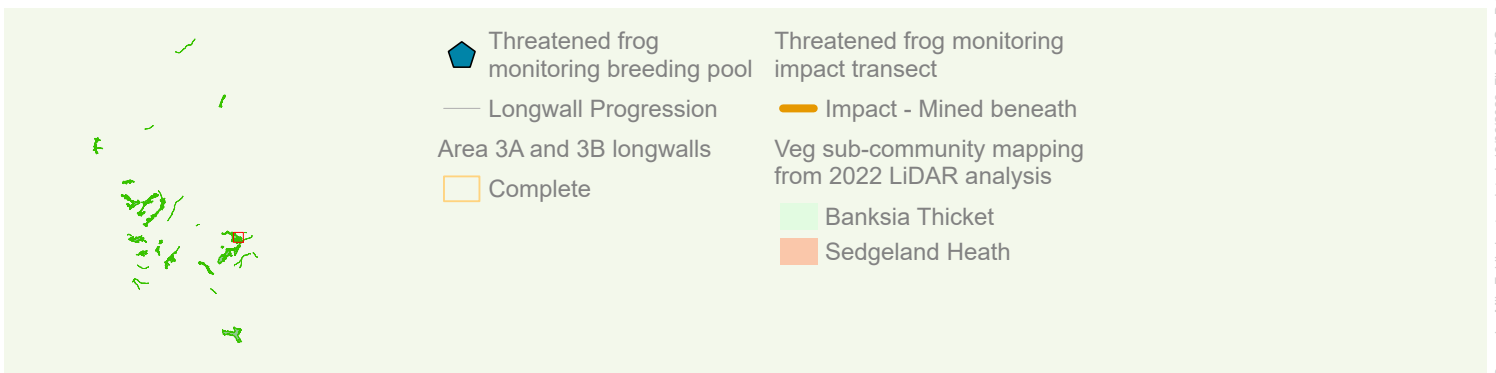 Threatened frog
monitoring breeding pool
Longwall Progression
Area 3A and 3B longwalls
Complete
Threatened frog monitoring
impact transect
Impact - Mined beneath
Veg sub-community mapping
from 2022 LiDAR analysis
Banksia Thicket
Sedgeland Heath